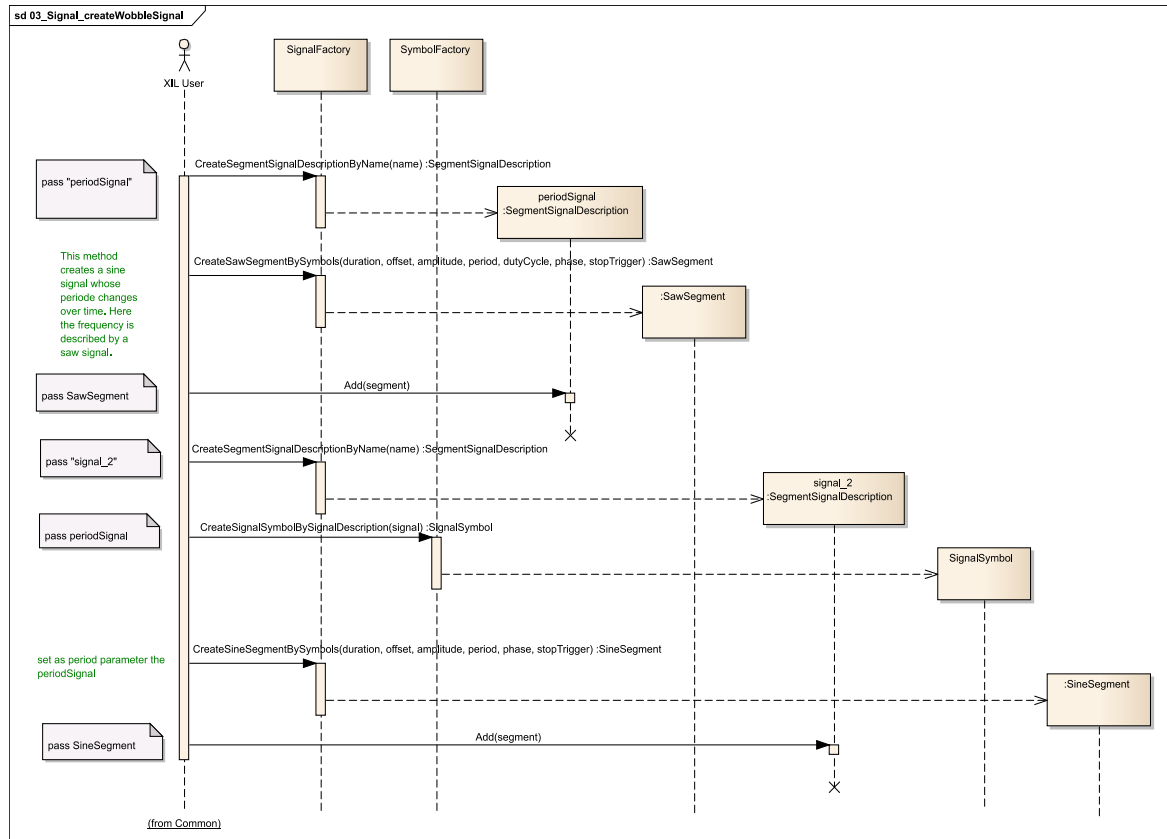 sd 03_Signal_createWobbleSignal
SignalFactory
SymbolFactory
XIL User
CreateSegmentSignalDescriptionByName(name) :SegmentSignalDescription
pass "periodSignal"
periodSignal
:SegmentSignalDescription
This method
creates a sine
signal whose
periode changes
over time. Here
the frequency is
described by a
saw signal.
CreateSawSegmentBySymbols(duration, offset, amplitude, period, dutyCycle, phase, stopTrigger) :SawSegment
:SawSegment
Add(segment)
pass SawSegment
CreateSegmentSignalDescriptionByName(name) :SegmentSignalDescription
pass "signal_2"
signal_2
:SegmentSignalDescription
CreateSignalSymbolBySignalDescription(signal) :SignalSymbol
pass periodSignal
SignalSymbol
CreateSineSegmentBySymbols(duration, offset, amplitude, period, phase, stopTrigger) :SineSegment
set as period parameter the
periodSignal
:SineSegment
Add(segment)
pass SineSegment
(from Common)